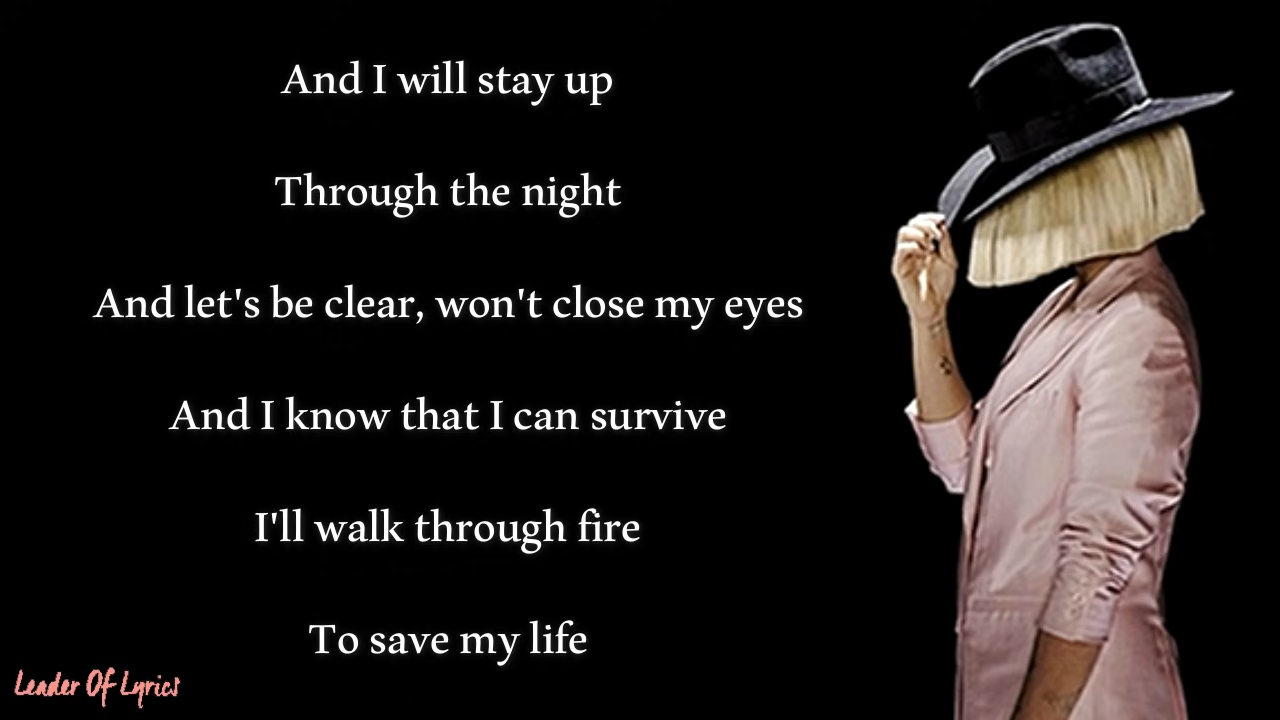 And I will stay up
Through the night
And let's be clear, won't close my eyes
And I know that I can survive
I'll walk through fire
To save my life
Leader Of Lyrics